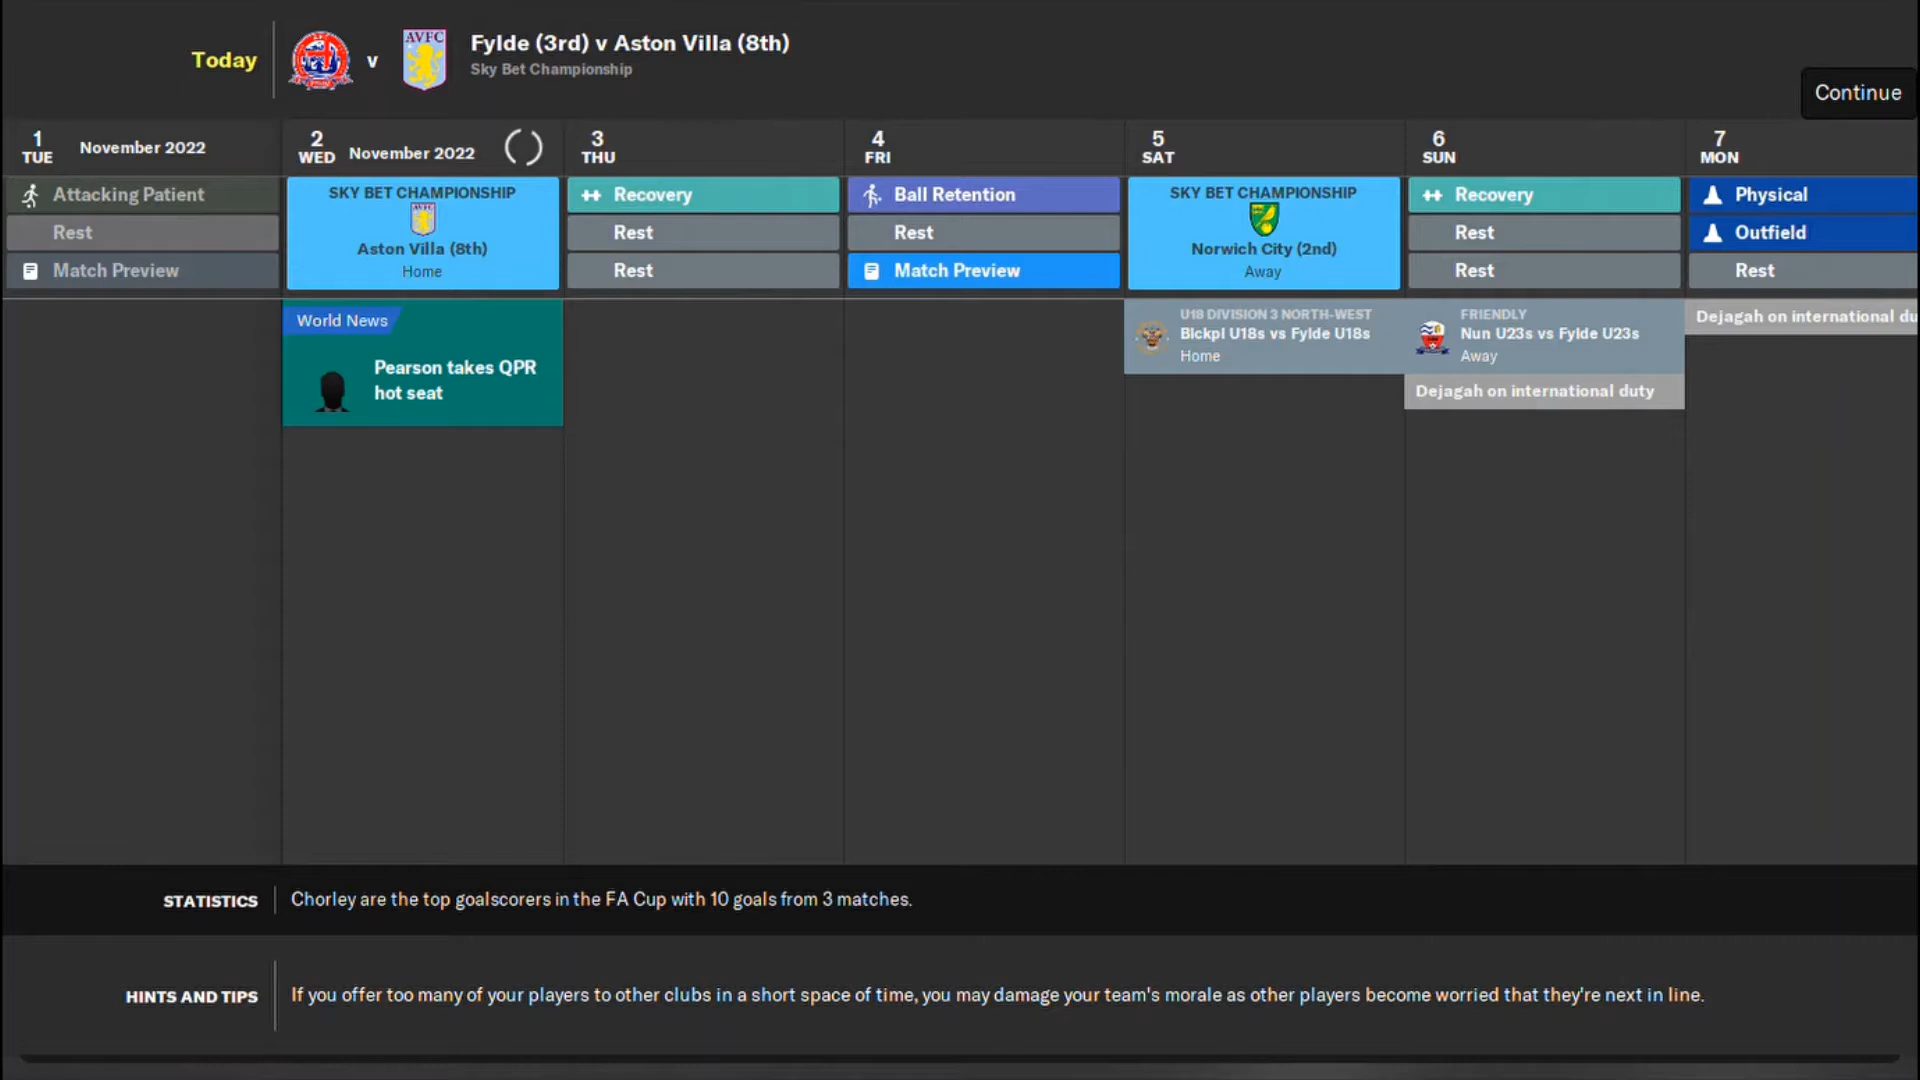 Today
v
AVFC
Fylde (3rd) v Aston Villa (8th)
Sky Bet Championship
Continue
1
TUE
November 2022
2
WED
November 2022
3
THU
4
FRI
5
SAT
6
SUN
7
MON
Attacking Patient
Rest
Match Preview
SKY BET CHAMPIONSHIP
AVFC
Aston Villa (8th)
Home
++ Recovery
Rest
Rest
Ball Retention
Rest
Match Preview
SKY BET CHAMPIONSHIP
Norwich City (2nd)
Away
++ Recovery
Rest
Rest
Physical
Outfield
Rest
World News
Pearson takes QPR
hot seat
U18 DIVISION 3 NORTH-WEST
Blckpl U18s vs Fylde U18s
Home
FRIENDLY
Nun U23s vs Fylde U23s
Away
Dejagah on international duty
Dejagah on international du
STATISTICS
Chorley are the top goalscorers in the FA Cup with 10 goals from 3 matches.
HINTS AND TIPS
If you offer too many of your players to other clubs in a short space of time, you may damage your team's morale as other players become worried that they're next in line.